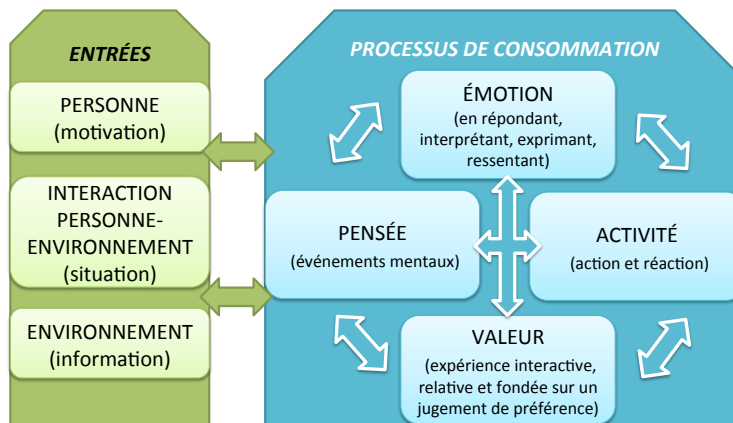 ENTRÉES
PERSONNE
(motivation)
INTERACTION
PERSONNE-
ENVIRONNEMENT
(situation)
ENVIRONNEMENT
(information)
PROCESSUS DE CONSOMMATION
ÉMOTION
(en répondant,
interprétant, exprimant,
ressentant)
PENSÉE
(événements mentaux)
ACTIVITÉ
(action et réaction)
VALEUR
(expérience interactive,
relative et fondée sur un
jugement de préférence)